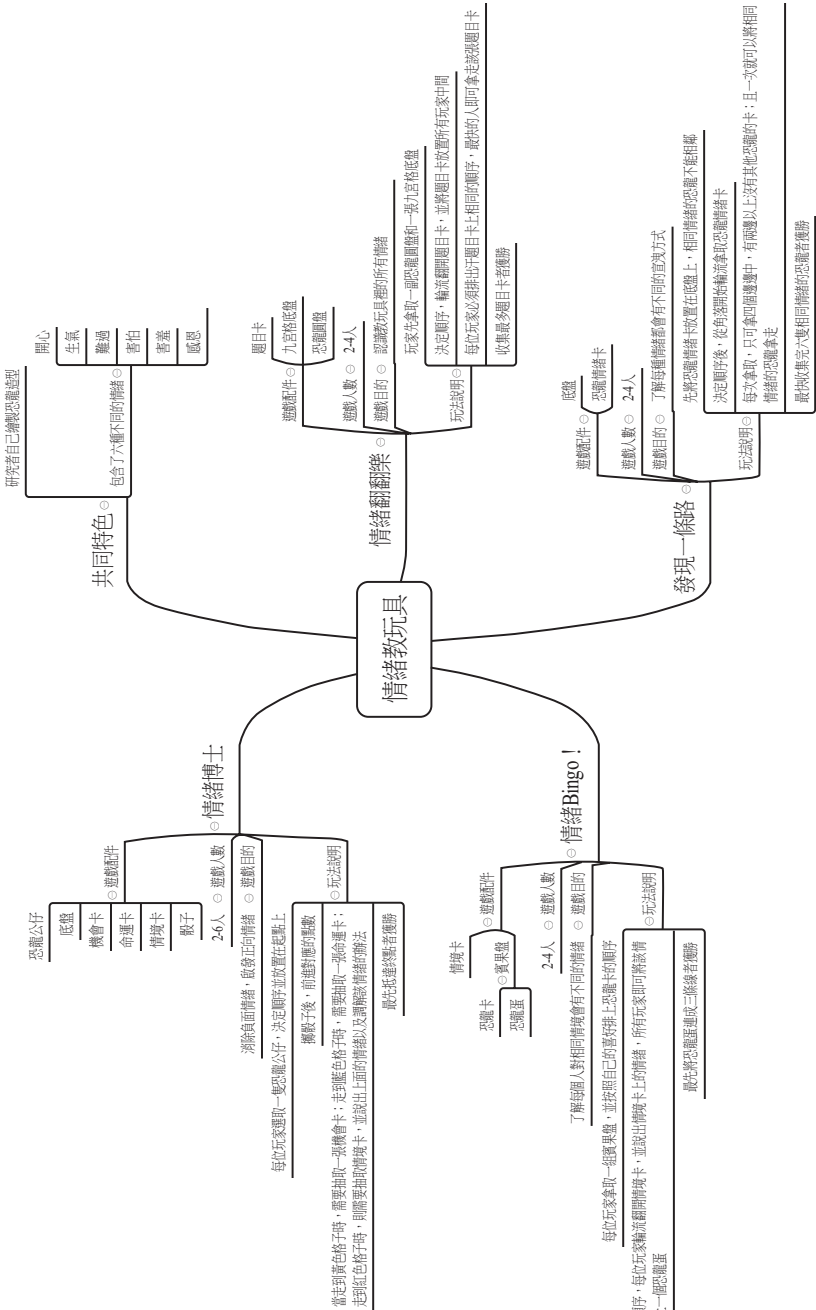 情緒教玩具
共同特色
研究者自己繪製恐龍造型
包含了六種不同的情緒
開心
生氣
難過
害怕
害羞
感恩
情緒翻翻樂
遊戲配件
題目卡
九宮格底盤
恐龍圓盤
遊戲人數
2-4人
遊戲目的
認識教玩具裡的所有情緒
玩法說明
玩家先拿取一副恐龍圓盤和一張九宮格底盤
決定順序，輪流翻開題目卡，並將題目卡放置所有玩家中間
每位玩家必須排出汗題目卡上相同的順序，最快的人即可拿走該張題目卡
收集最多題目卡者獲勝
發現一條路
遊戲配件
底盤
恐龍情緒卡
遊戲人數
2-4人
遊戲目的
了解每種情緒都會有不同的宣洩方式
玩法說明
先將恐龍情緒卡放置在底盤上，相同情緒的恐龍不能相鄰
決定順序後，從角落開始輪流拿取恐龍情緒卡
每次拿取，只可拿四個邊邊中，有兩邊以上沒有其他恐龍的卡；且一次就可以將相同
情緒的恐龍拿走
最快收集完六隻相同情緒的恐龍者獲勝
情緒博士
遊戲配件
恐龍公仔
底盤
機會卡
命運卡
情境卡
骰子
遊戲人數
2-6人
遊戲目的
消除負面情緒，啟發正向情緒
玩法說明
每位玩家選取一隻恐龍公仔，決定順序並放置在起點上
擲骰子後，前進對應的點數
當走到黃色格子時，需要抽取一張機會卡；走到藍色格子時，需要抽取一張命運卡；
走到紅色格子時，則需要抽取情境卡，並說出上面的情緒以及調解該情緒的辦法
最先抵達終點者獲勝
情緒Bingo！
遊戲配件
情境卡
賓果盤
恐龍卡
恐龍蛋
遊戲人數
2-4人
遊戲目的
了解每個人對相同情境會有不同的情緒
玩法說明
每位玩家拿取一組賓果盤，並按照自己的喜好排上恐龍卡的順序
序，每位玩家輪流翻開情境卡，並說出情境卡上的情緒，所有玩家即可將該情
一個恐龍蛋
最先將恐龍蛋連成三條線者獲勝